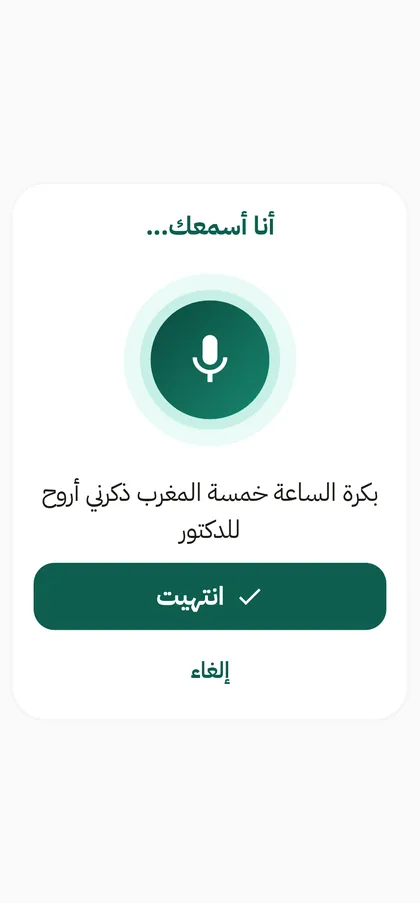 أنا أسمعك...
بكرة الساعة خمسة المغرب ذكرني أروح
للدكتور
انتهيت
إلغاء